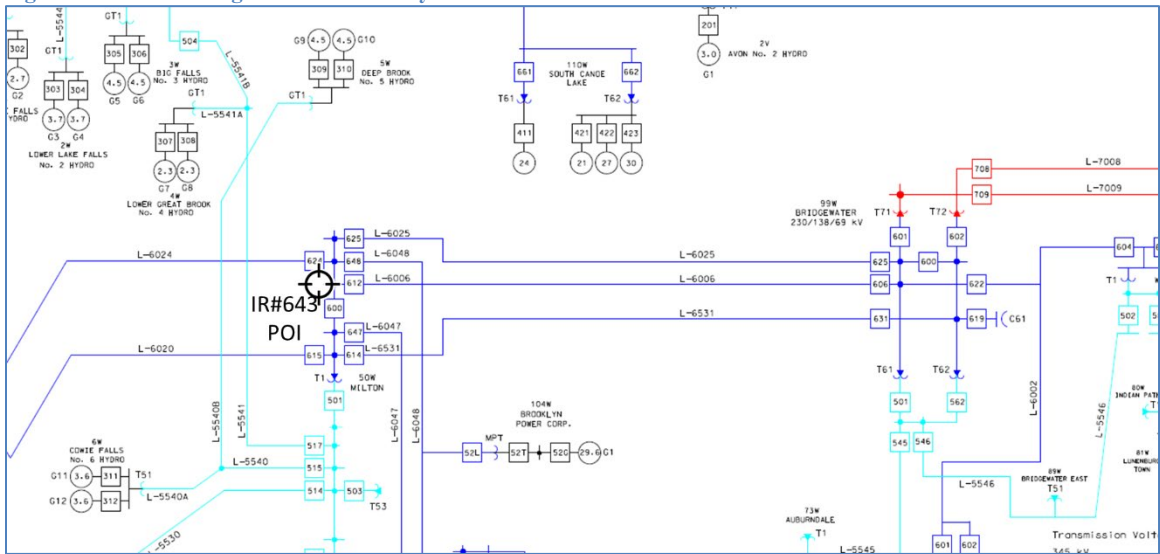 L-5544
GT1
GT1
504
L-5541B
3W
BIG FALLS
No. 3 HYDRO
302
2.7
G2
305
306
4.5
4.5
G5
G6
303
304
3.7
3.7
G3
G4
FALLS
2W
LOWER LAKE FALLS
No. 2 HYDRO
GT1
L-5541A
307
308
2.3
2.3
G7
G8
4W
LOWER GREAT BROOK
No. 4 HYDRO
G9
4.5
4.5
G10
309
310
5W
DEEP BROOK
No. 5 HYDRO
GT1
661
110W
SOUTH CANOE
LAKE
662
T61
T62
411
421
422
423
24
21
27
30
201
3.0
G1
2V
AVON No. 2 HYDRO
708
L-7008
709
L-7009
99W
BRIDGEWATER
230/138/69 kV
T71
T72
601
602
625
L-6025
L-6025
625
600
604
L-6024
624
648
L-6048
612
L-6006
L-6006
606
622
T1
IR#643
POI
600
647
L-6047
L-6531
631
619
C61
502
L-6020
615
614
L-6531
T1
50W
MILTON
T61
T62
501
501
562
L-5540B
L-5541
L-6047
L-6048
L-6002
L-5546
80W
INDIAN PAT
104W
BROOKLYN
POWER CORP.
MPT
52L
52T
52G
29.6
G1
545
546
6W
COWIE FALLS
No. 6 HYDRO
G11
3.6
311
T51
G12
3.6
312
L-5540A
L-5540
517
515
514
503
T53
L-5530
L-5546
89W
BRIDGEWATER EAST
T51
81W
LUNENBURG
TOWN
73W
AUBURNDALE
T1
L-5545
601
602
Transmission Volt
345 kV